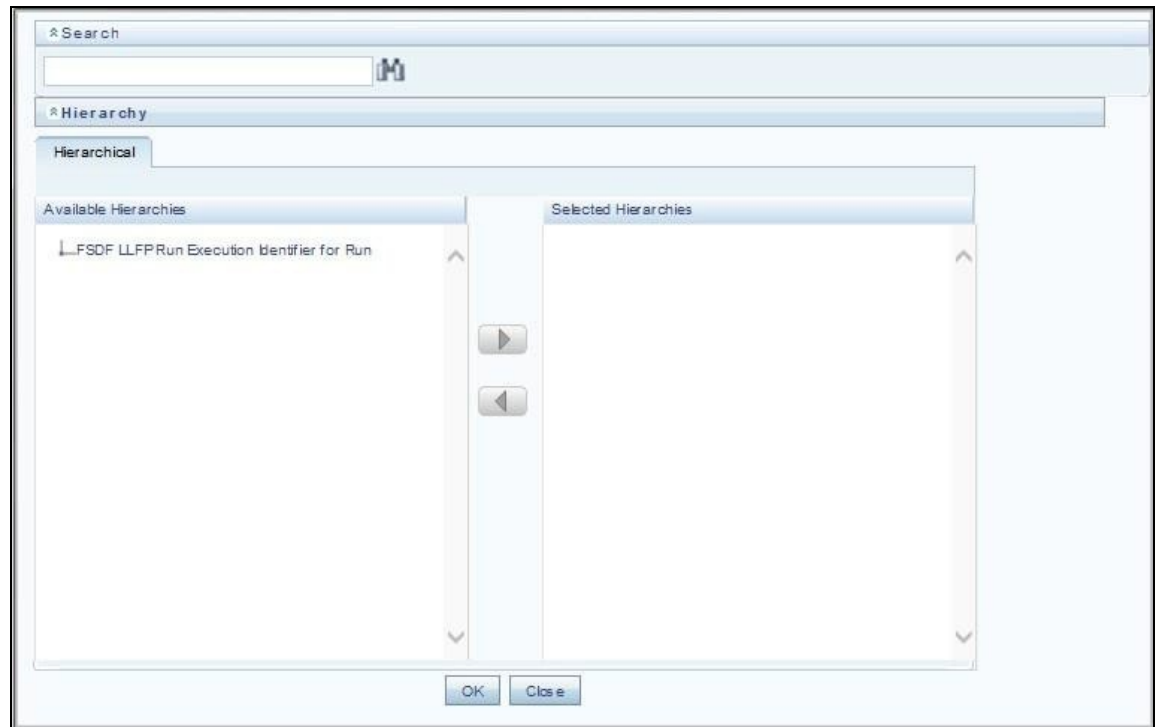 Search
Hierarchy
Hierarchical
Available Hierarchies
Selected Hierarchies
FSDF LLFP Run Execution Identifier for Run
OK
Close